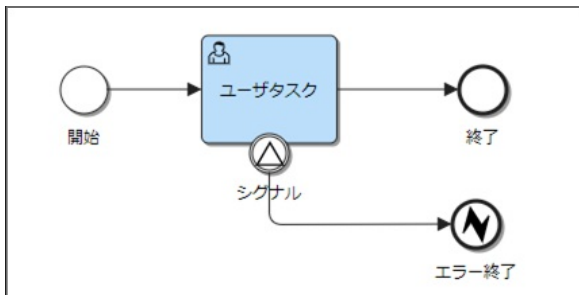 ユーザタスク
開始
終了
シグナル
エラー終了